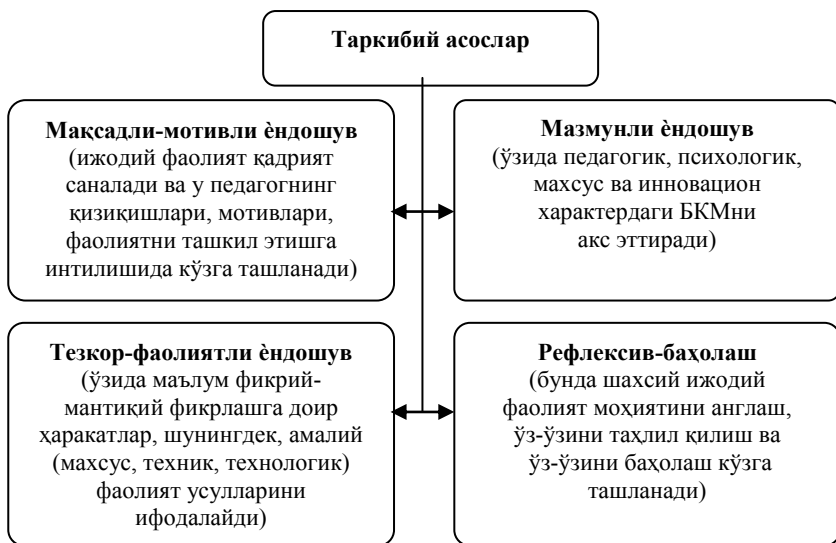 Таркибий асослар
Мақсадли-мотивли ѐндошув
(ижодий фаолият қадрият
саналади ва у педагогнинг
қизиқишлари, мотивлари,
фаолиятни ташкил этишга
интилишида кўзга ташланади)
Мазмунли ѐндошув
(ўзида педагогик, психологик,
махсус ва инновацион
характердаги БКМни
акс эттиради)
Тезкор-фаолиятли ѐндошув
(ўзида маълум фикрий-
мантиқий фикрлашга доир
ҳаракатлар, шунингдек, амалий
(махсус, техник, технологик)
фаолият усулларини
ифодалайди)
Рефлексив-баҳолаш
(бунда шахсий ижодий
фаолият моҳиятини англаш,
ўз-ўзини таҳлил қилиш ва
ўз-ўзини баҳолаш кўзга
ташланади)